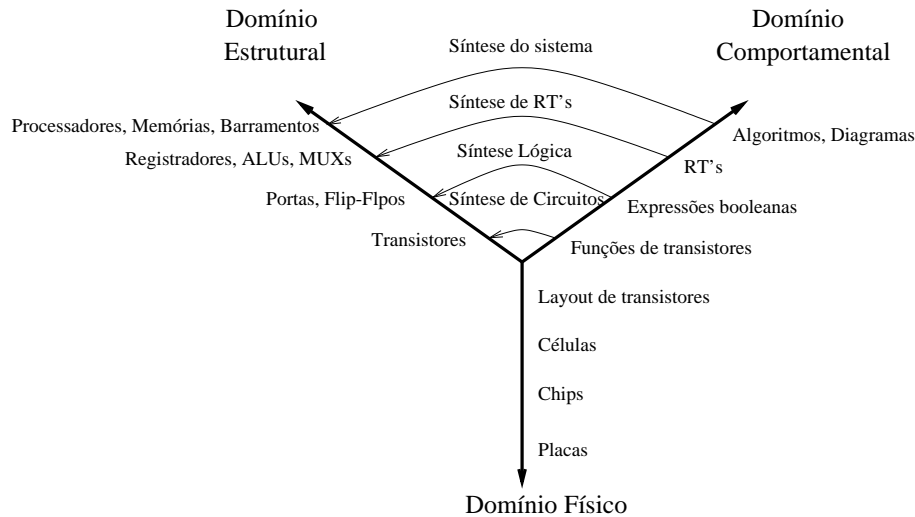 Domínio
Estrutural
Domínio
Comportamental
Síntese do sistema
Síntese de RT's
Síntese Lógica
Síntese de Circuitos
Processadores, Memórias, Barramentos
Registradores, ALUs, MUXs
Portas, Flip-Flpos
Transistores
Algoritmos, Diagramas
RT's
Expressões booleanas
Funções de transistores
Layout de transistores
Células
Chips
Placas
Domínio Físico